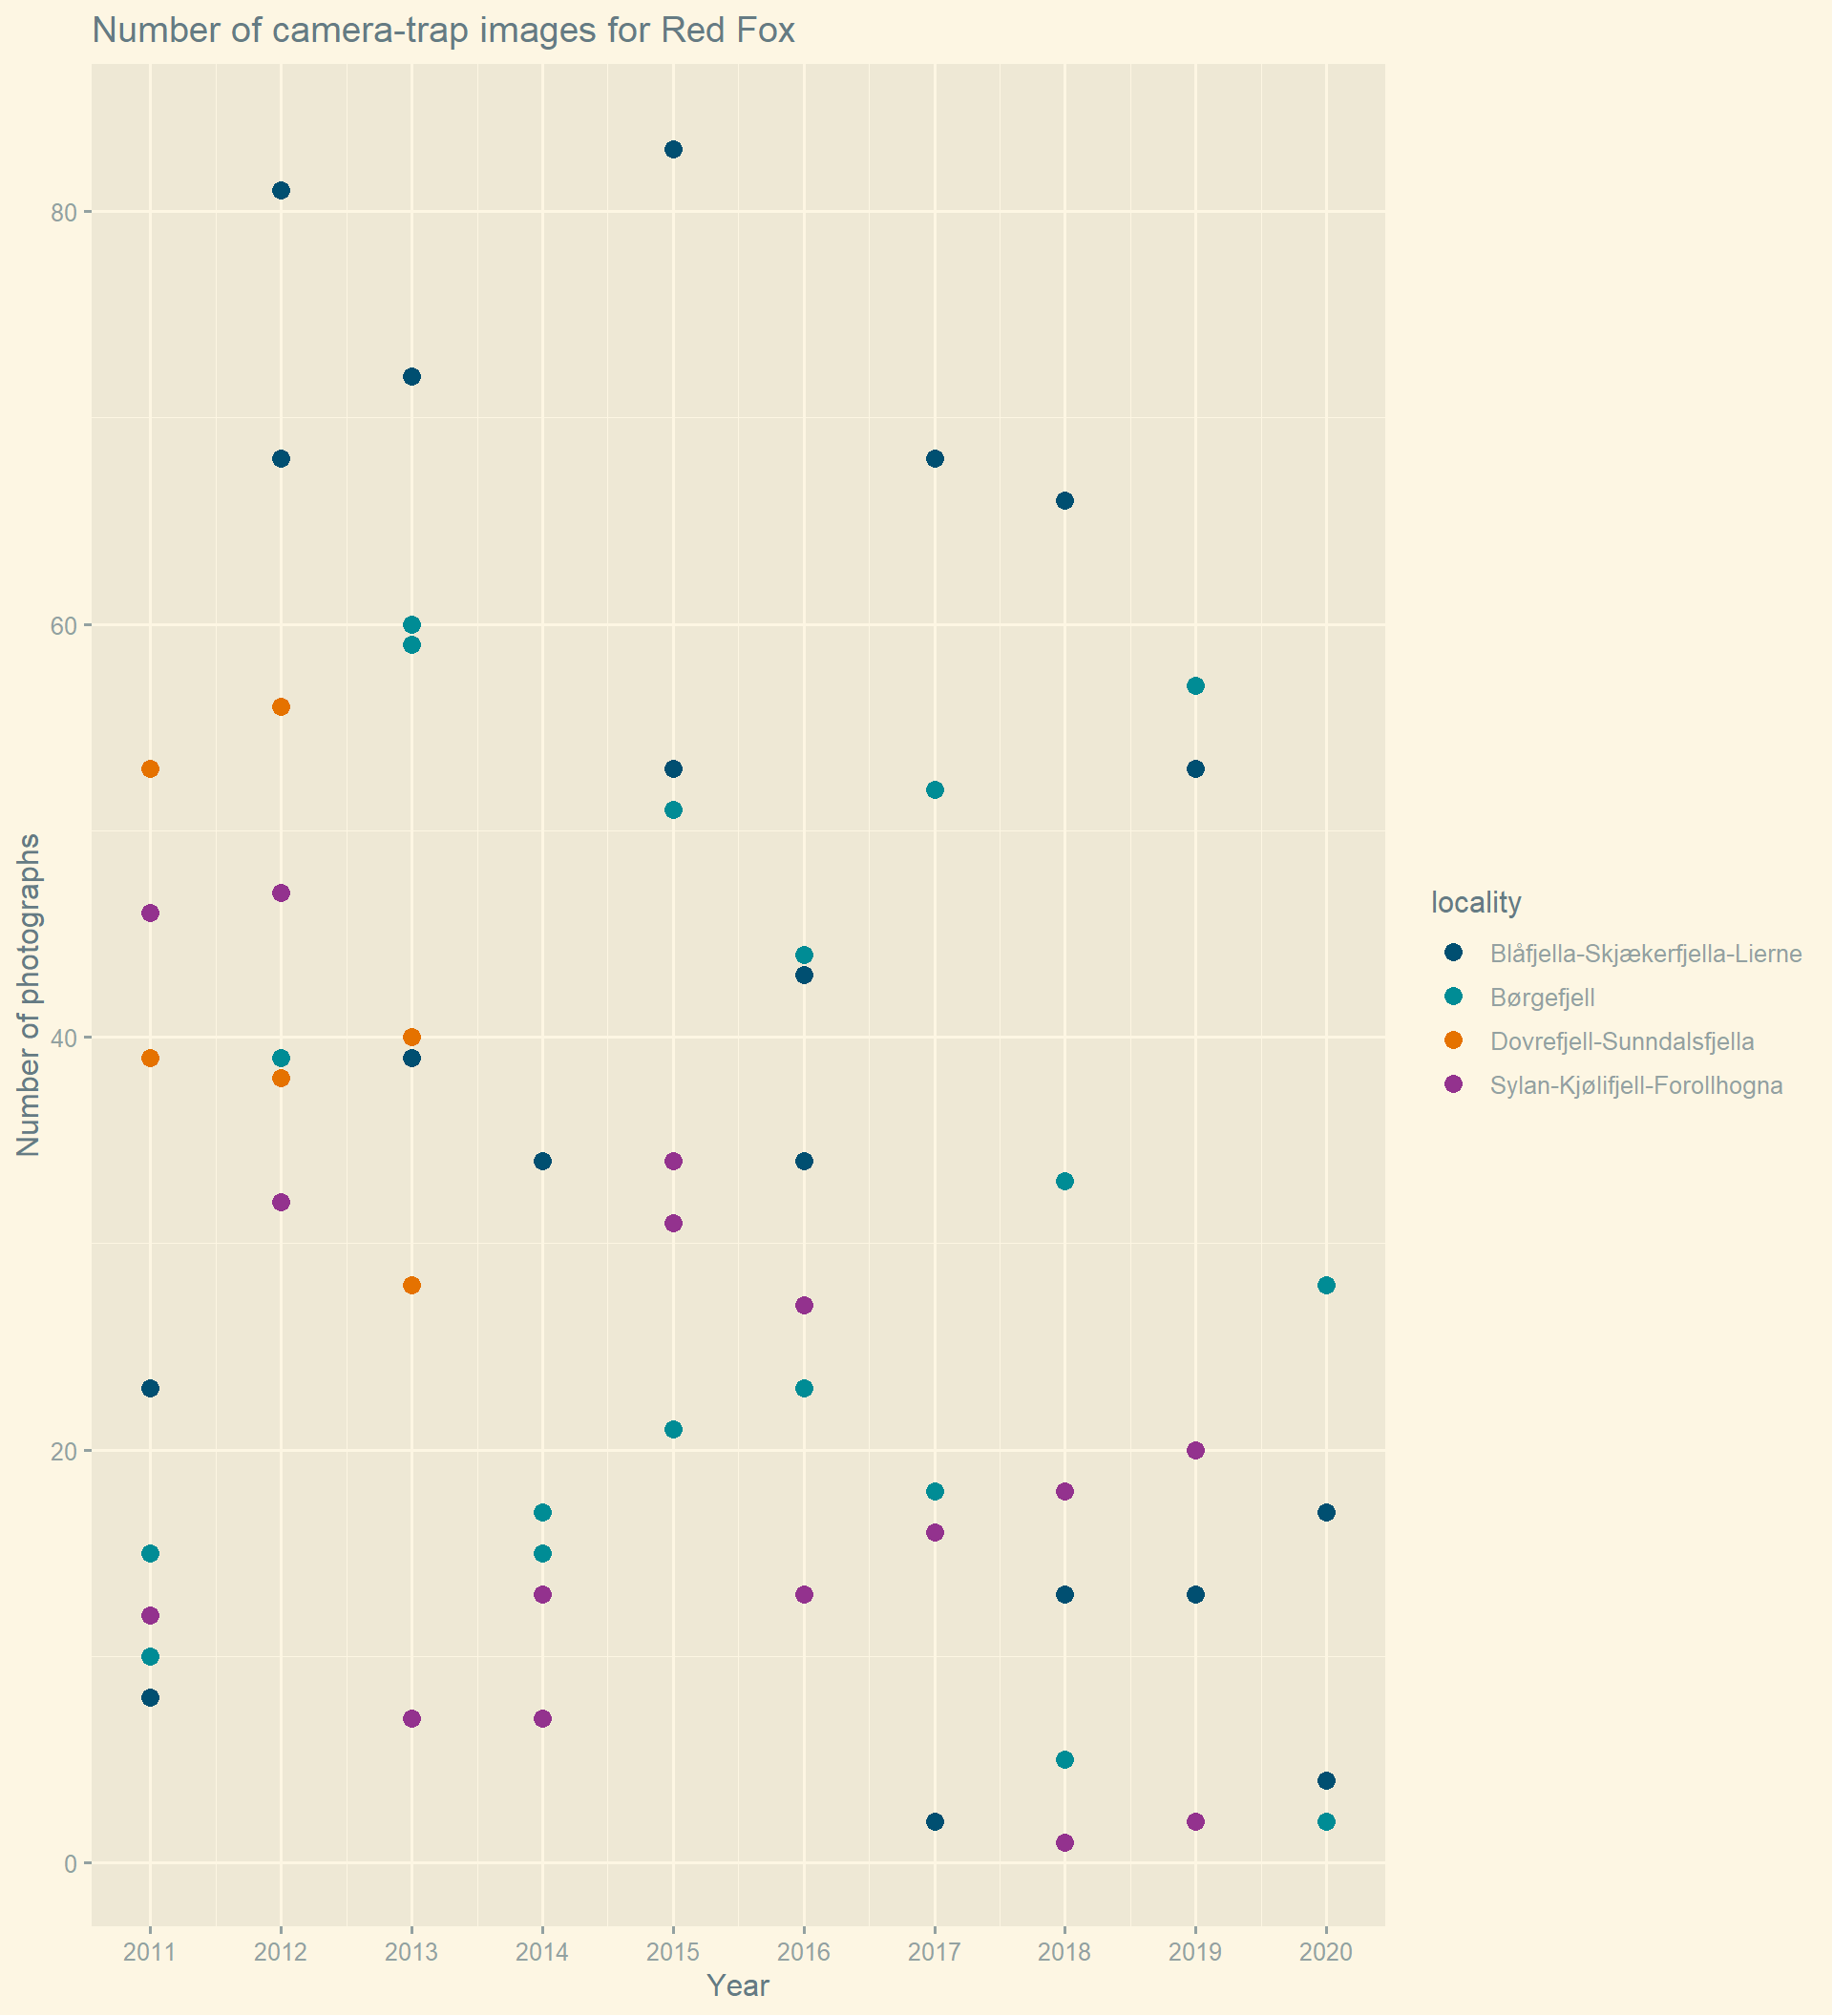 Number of camera-trap images for Red Fox
Number of photographs
80
60
40
20
0
2011 2012 2013 2014 2015 2016 2017 2018 2019 2020
Year
locality
Blåfjella-Skjækerfjella-Lierne
Børgefjell
Dovrefjell-Sunndalsfjella
Sylan-Kjølifjell-Forollhogna